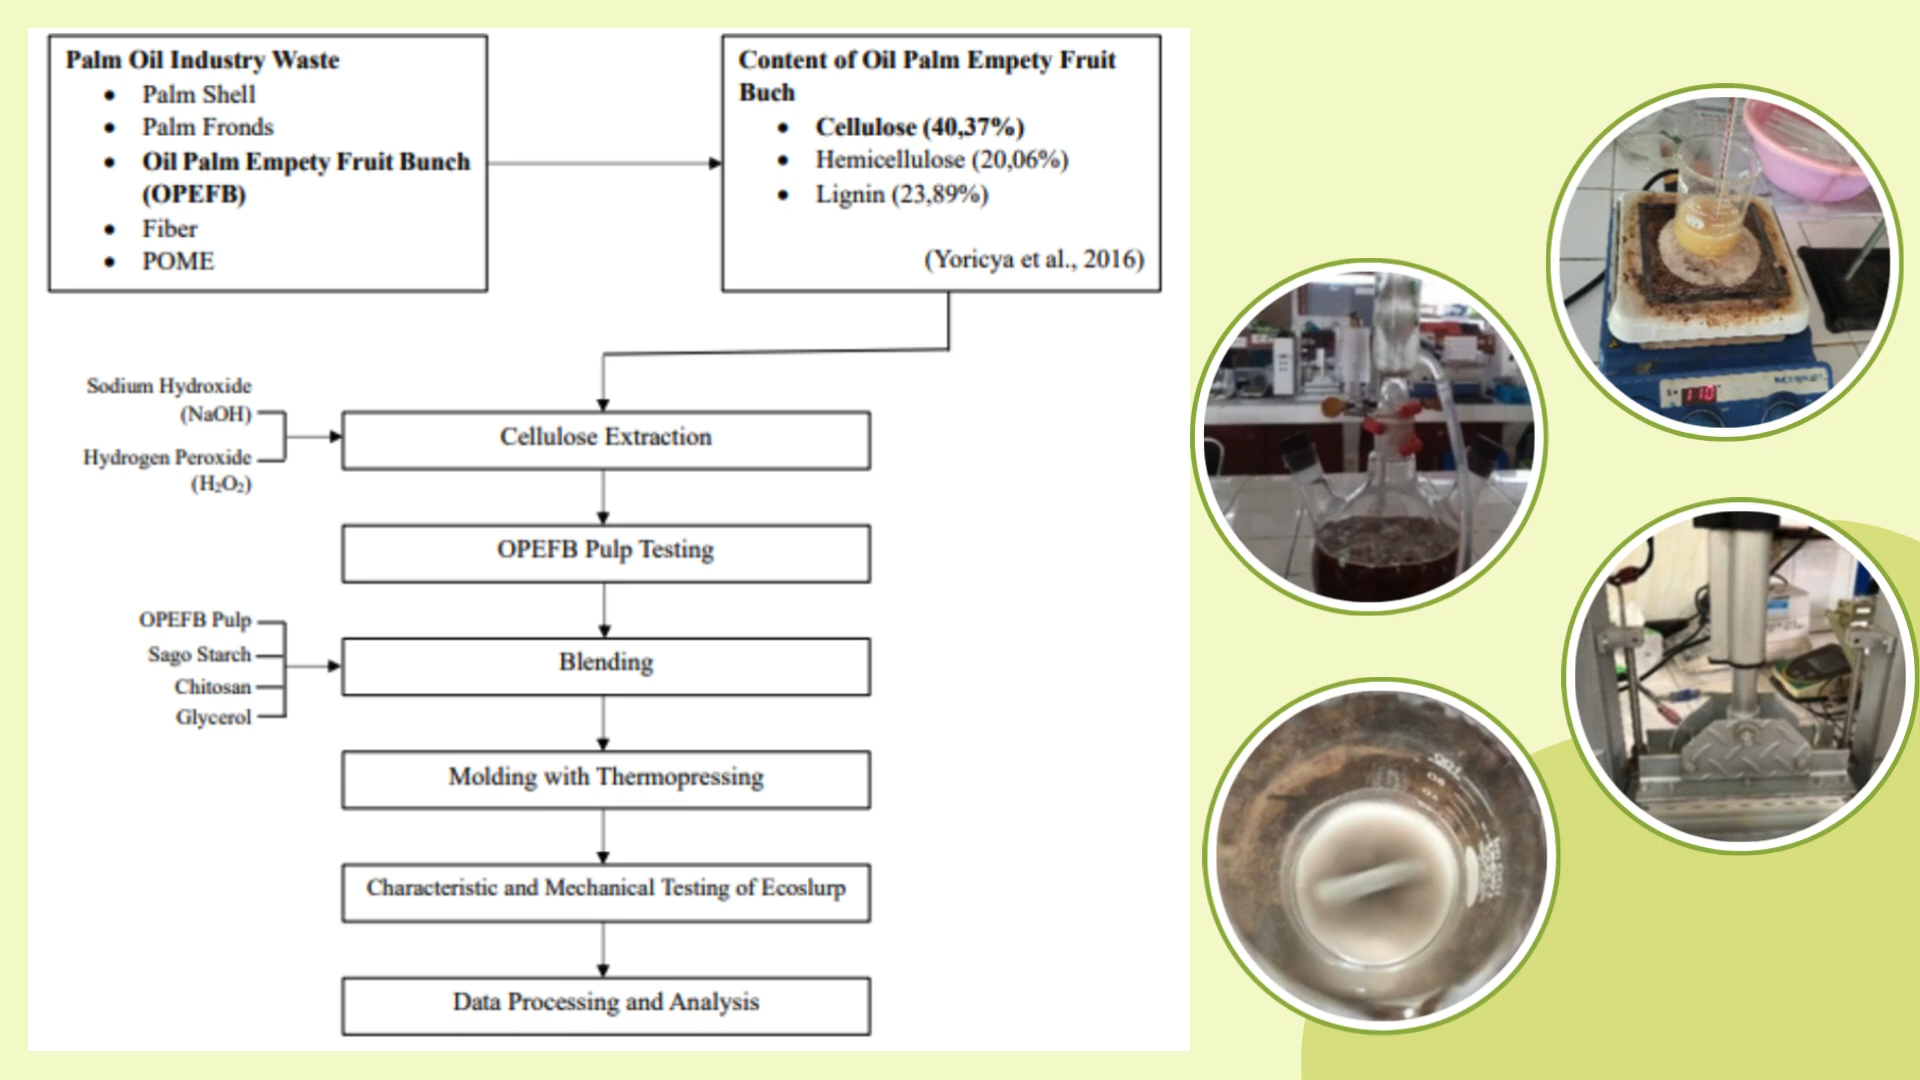 Palm Oil Industry Waste
• Palm Shell
• Palm Fronds
• Oil Palm Empety Fruit Bunch
(OPEFB)
• Fiber
• POME
Content of Oil Palm Empety Fruit
Buch
• Cellulose (40,37%)
• Hemicellulose (20,06%)
• Lignin (23,89%)
(Yoricya et al., 2016)
Sodium Hydroxide
(NaOH)
Hydrogen Peroxide
(H₂O₂)
Cellulose Extraction
OPEFB Pulp Testing
OPEFB Pulp
Sago Starch
Chitosan
Glycerol
Blending
Molding with Thermopressing
Characteristic and Mechanical Testing of Ecoslurp
Data Processing and Analysis
110